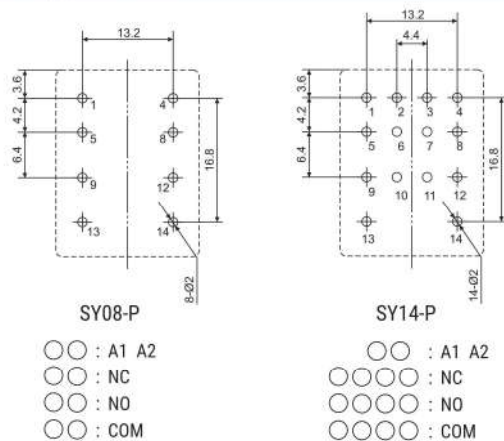 13.2
3.6
4.2
6.4
16.8
1
4
5
8
9
12
13
14
8-Ø2
SY08-P
○○ : A1 A2
○○ : NC
○○ : NO
○○ : COM
13.2
4.4
3.6
4.2
6.4
16.8
1 2 3 4
5 6 7 8
9 10 11 12
13 14
14-Ø2
SY14-P
○○ : A1 A2
○○○○ : NC
○○○○ : NO
○○○○ : COM